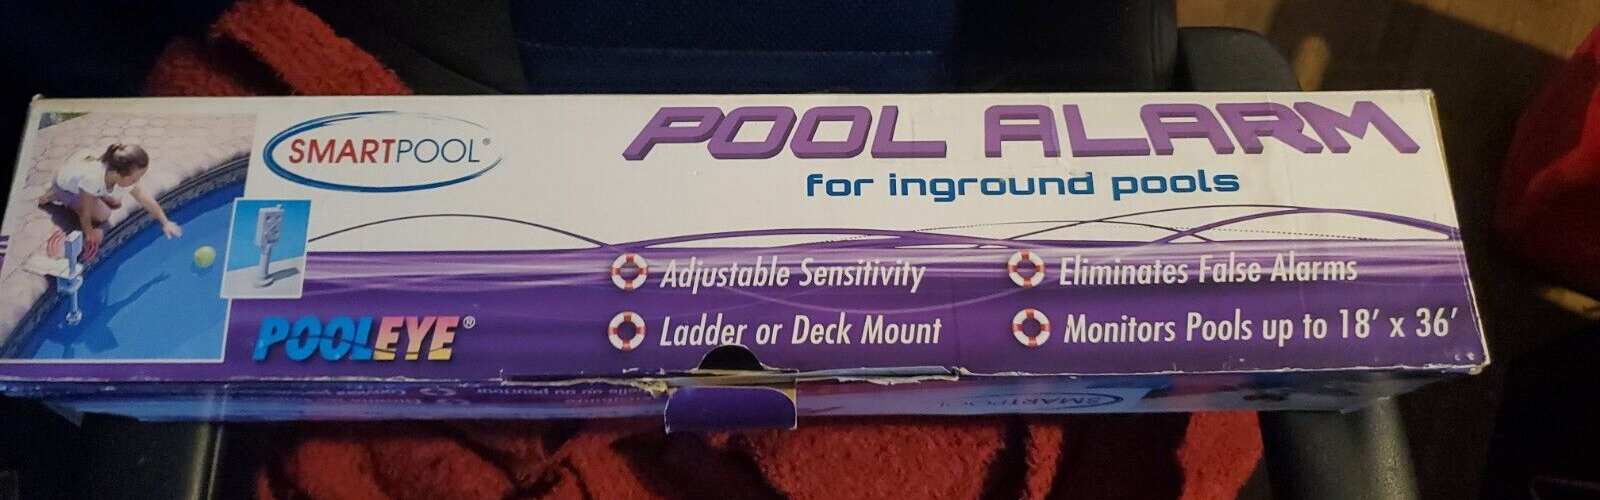 SMARTPOOL®
POOL ALARM
for inground pools
Adjustable Sensitivity
Eliminates False Alarms
Ladder or Deck Mount
Monitors Pools up to 18' x 36'
POOLEYE®
SMARTPOOL